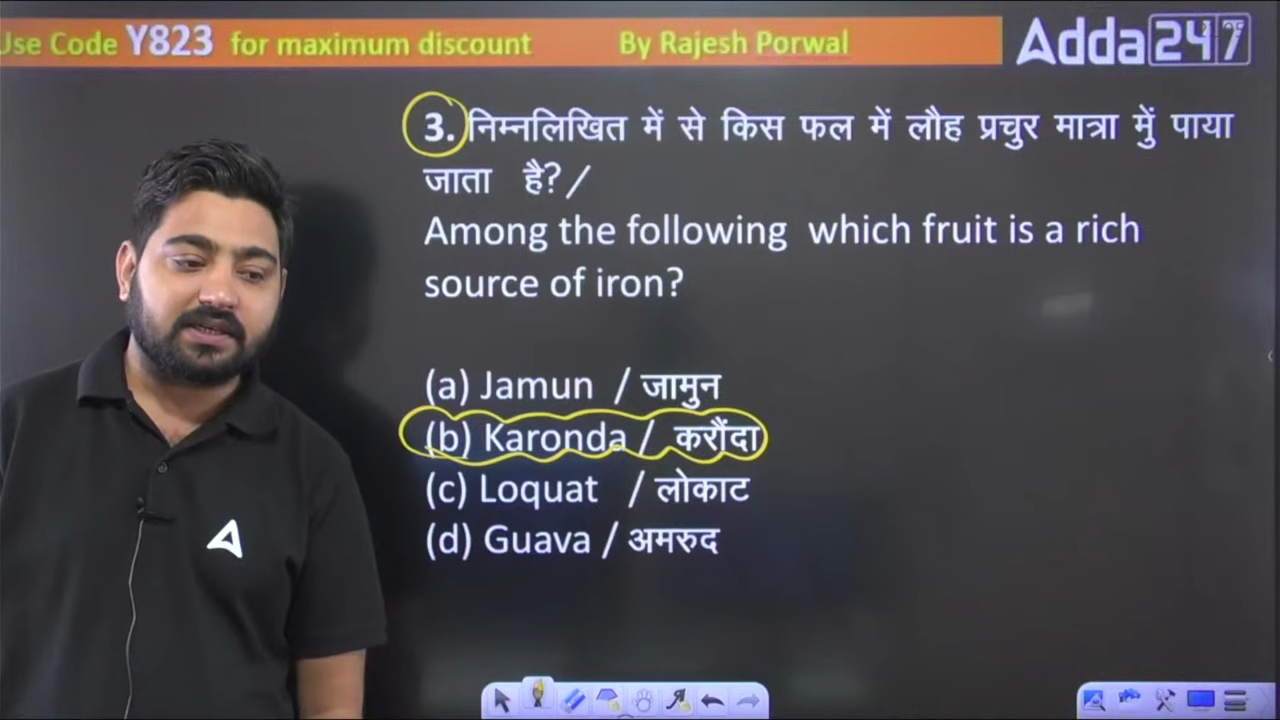 Use Code Y823 for maximum discount By Rajesh Porwal
Adda247
3. निम्नलिखित में से किस फल में लौह प्रचुर मात्रा में पाया
जाता है? /
Among the following which fruit is a rich
source of iron?
(a) Jamun / जामुन
(b) Karonda / करौंदा
(c) Loquat / लोकाट
(d) Guava / अमरुद